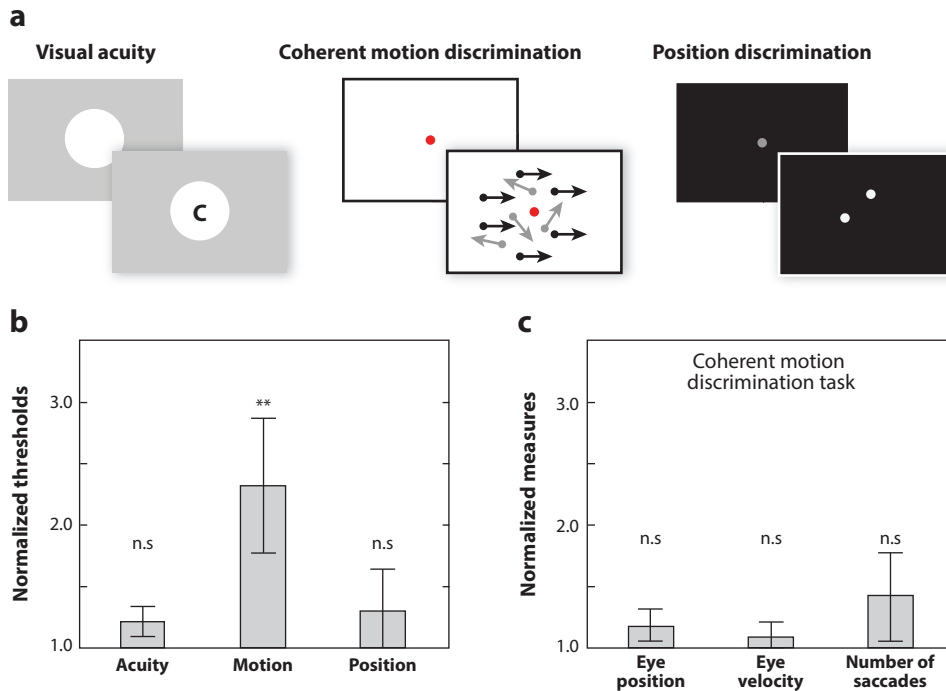 a
Visual acuity
Coherent motion discrimination
Position discrimination
C
b
Normalized thresholds
3.0
2.0
1.0
n.s
**
n.s
Acuity
Motion
Position
c
Coherent motion
discrimination task
Normalized measures
3.0
2.0
1.0
n.s
n.s
n.s
Eye
position
Eye
velocity
Number of
saccades